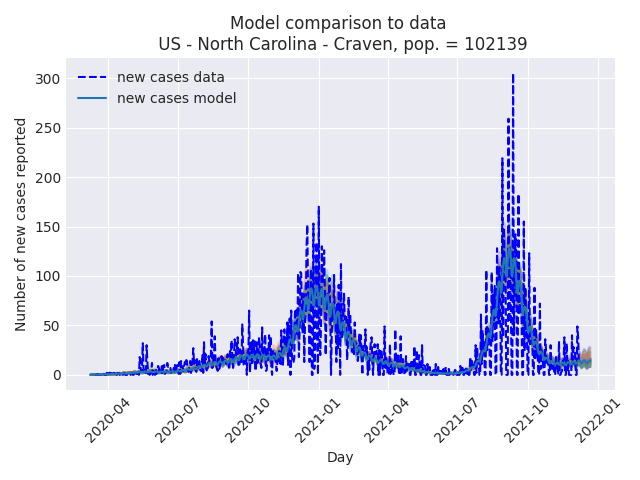 Model comparison to data
US - North Carolina - Craven, pop. = 102139
new cases data
new cases model
Number of new cases reported
300
250
200
150
100
50
0
2020-04
2020-07
2020-10
2021-01
2021-04
2021-07
2021-10
2022-01
Day